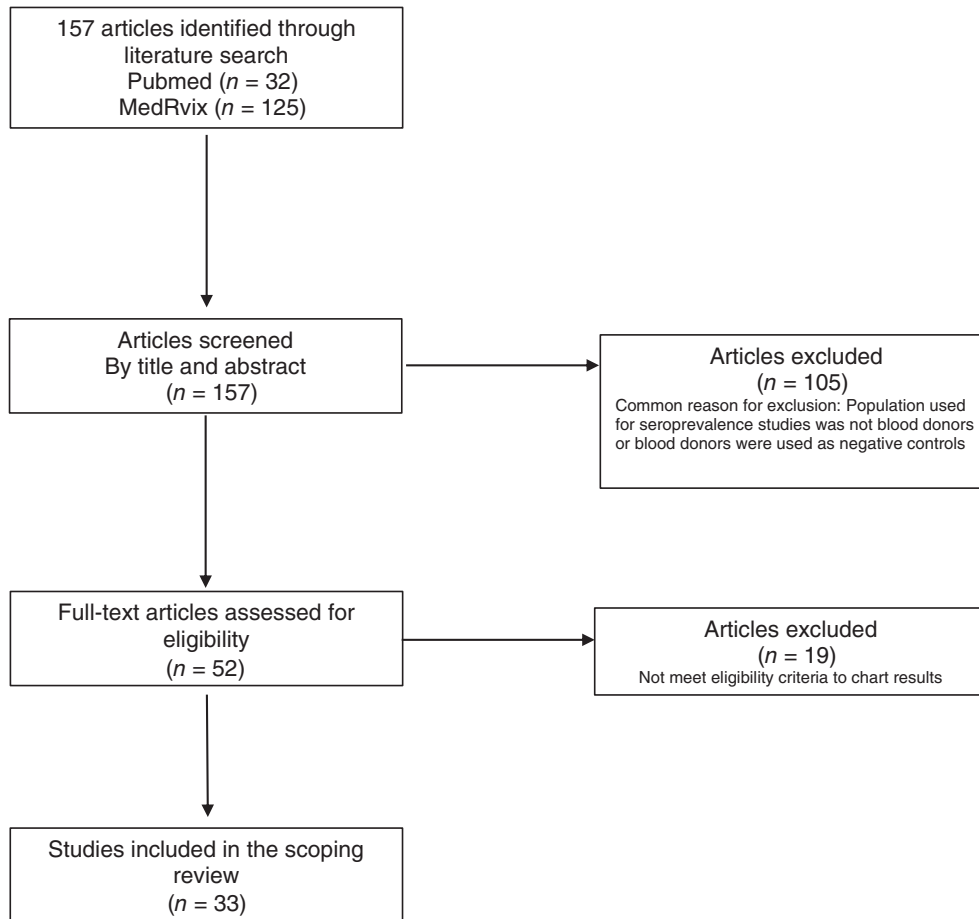 157 articles identified through
literature search
Pubmed (n = 32)
MedRvix (n = 125)
Articles screened
By title and abstract
(n = 157)
Articles excluded
(n = 105)
Common reason for exclusion: Population used
for seroprevalence studies was not blood donors
or blood donors were used as negative controls
Full-text articles assessed for
eligibility
(n = 52)
Articles excluded
(n = 19)
Not meet eligibility criteria to chart results
Studies included in the scoping
review
(n = 33)